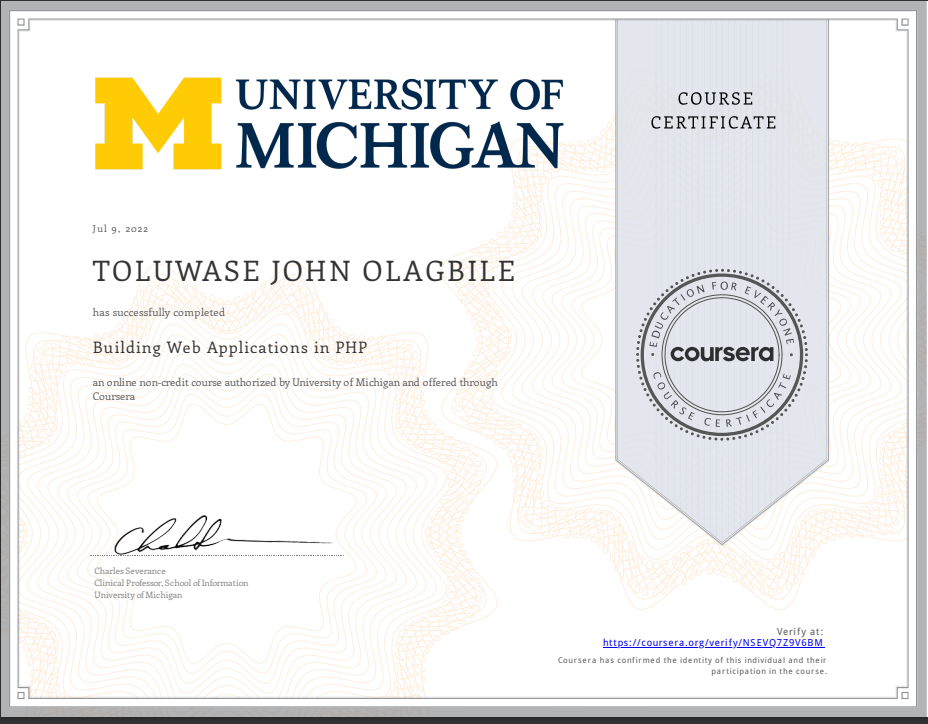 UNIVERSITY OF
MICHIGAN
COURSE
CERTIFICATE
Jul 9, 2022
TOLUWASE JOHN OLAGBILE
has successfully completed
Building Web Applications in PHP
an online non-credit course authorized by University of Michigan and offered through
Coursera
EDUCATION FOR EVERYONE
coursera
COURSE CERTIFICATE
Charles Severance
Clinical Professor, School of Information
University of Michigan
Verify at:
https://coursera.org/verify/NSEVQ7Z9V6BM
Coursera has confirmed the identity of this individual and their
participation in the course.